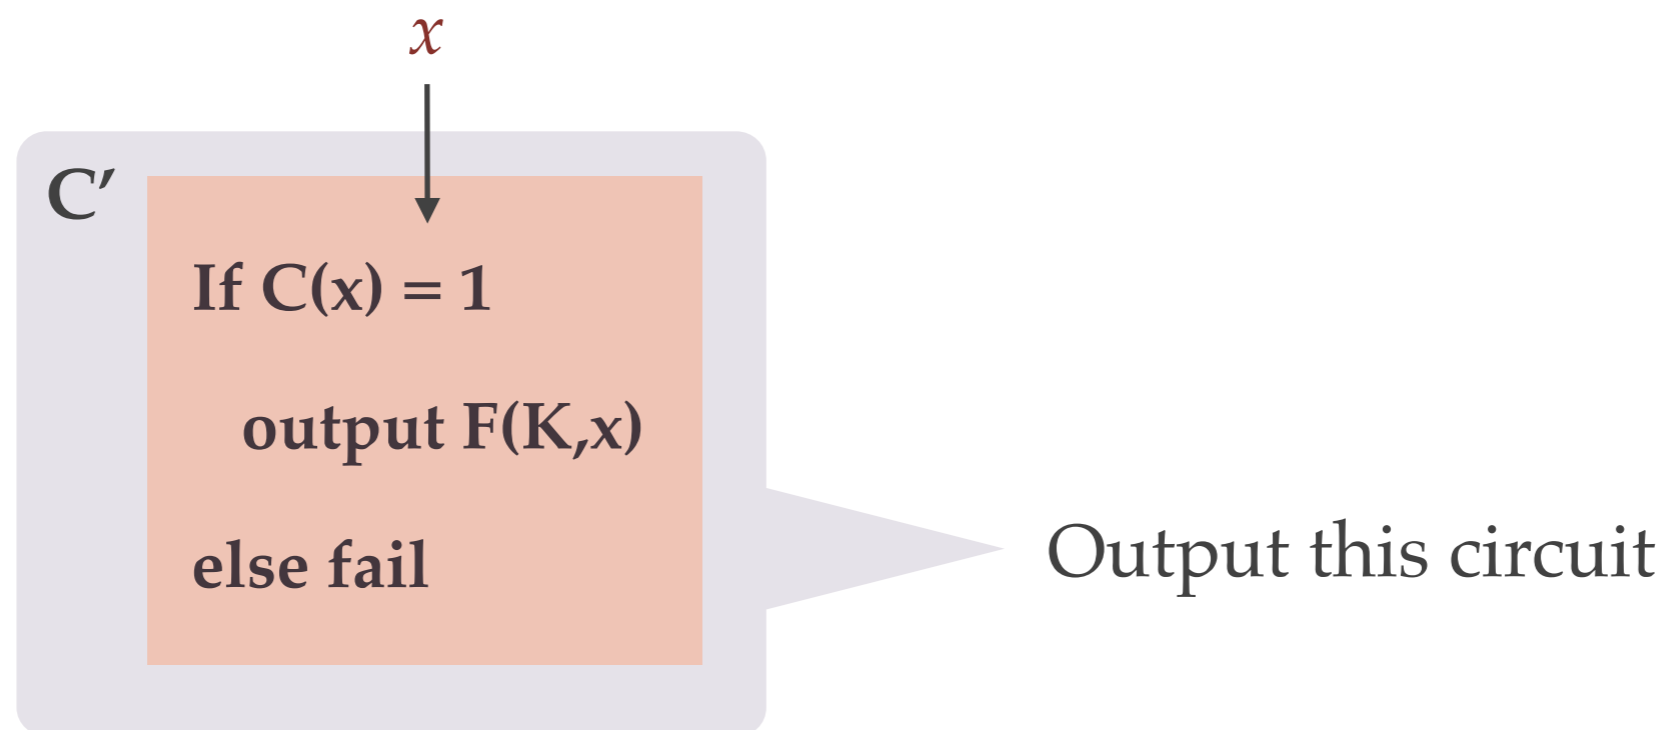 x
C′
If C(x) = 1
output F(K,x)
else fail
Output this circuit